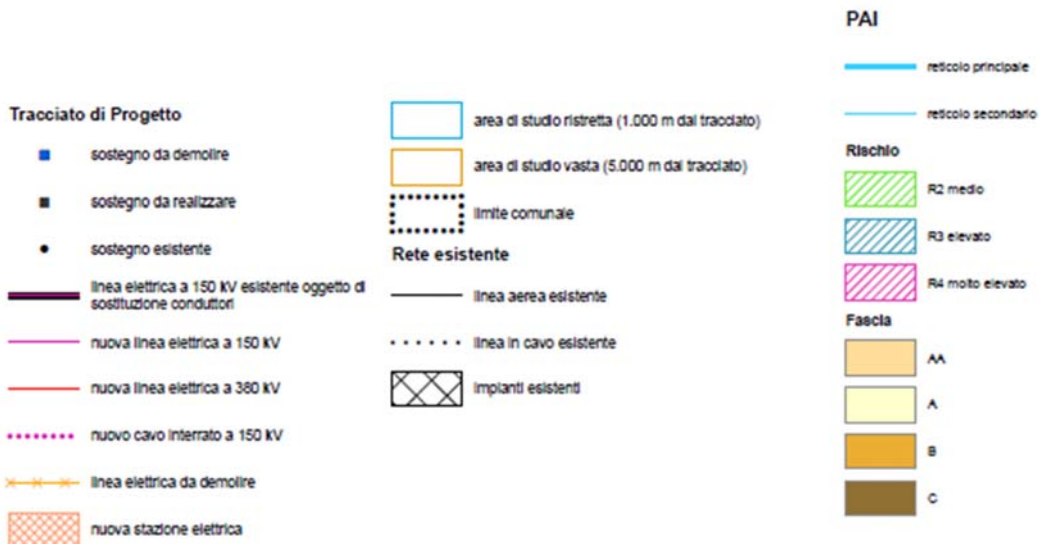 Tracciato di Progetto
sostegno da demolire
sostegno da realizzare
sostegno esistente
linea elettrica a 150 kV esistente oggetto di
sostituzione conduttori
nuova linea elettrica a 150 kV
nuova linea elettrica a 380 kV
nuovo cavo interrato a 150 kV
linea elettrica da demolire
nuova stazione elettrica
area di studio ristretta (1.000 m dal tracciato)
area di studio vasta (5.000 m dal tracciato)
limite comunale
Rete esistente
linea aerea esistente
linea in cavo esistente
Impianti esistenti
PAI
reticolo principale
reticolo secondario
Rischio
R2 medio
R3 elevato
R4 molto elevato
Fascia
AA
A
B
C